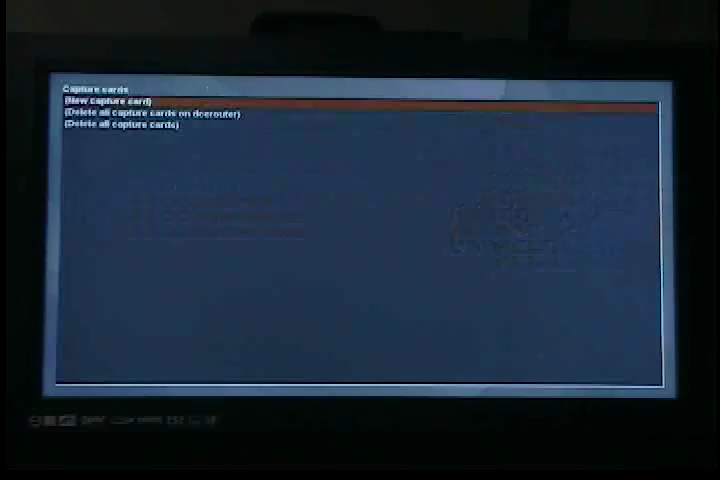 Capture cards
(New capture card)
(Delete all capture cards on dcerouter)
(Delete all capture cards)